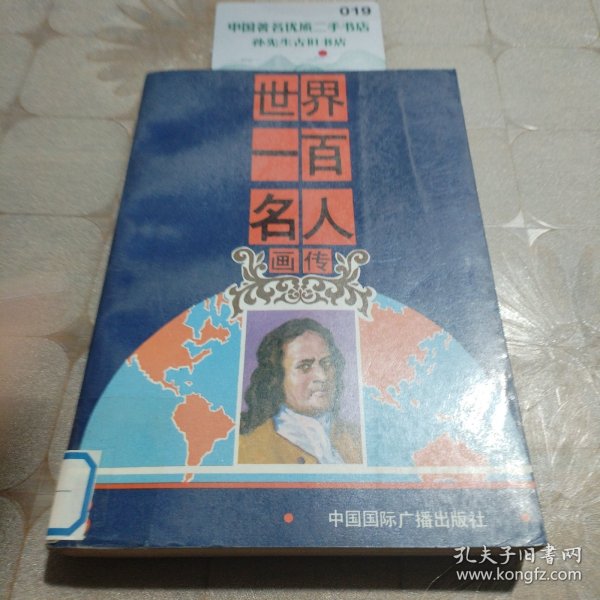 019
中国著名优质二手书店
孙先生古旧书店
世界
一百
名人
画传
中国国际广播出版社
孔夫子旧书网
www.kongfz.com